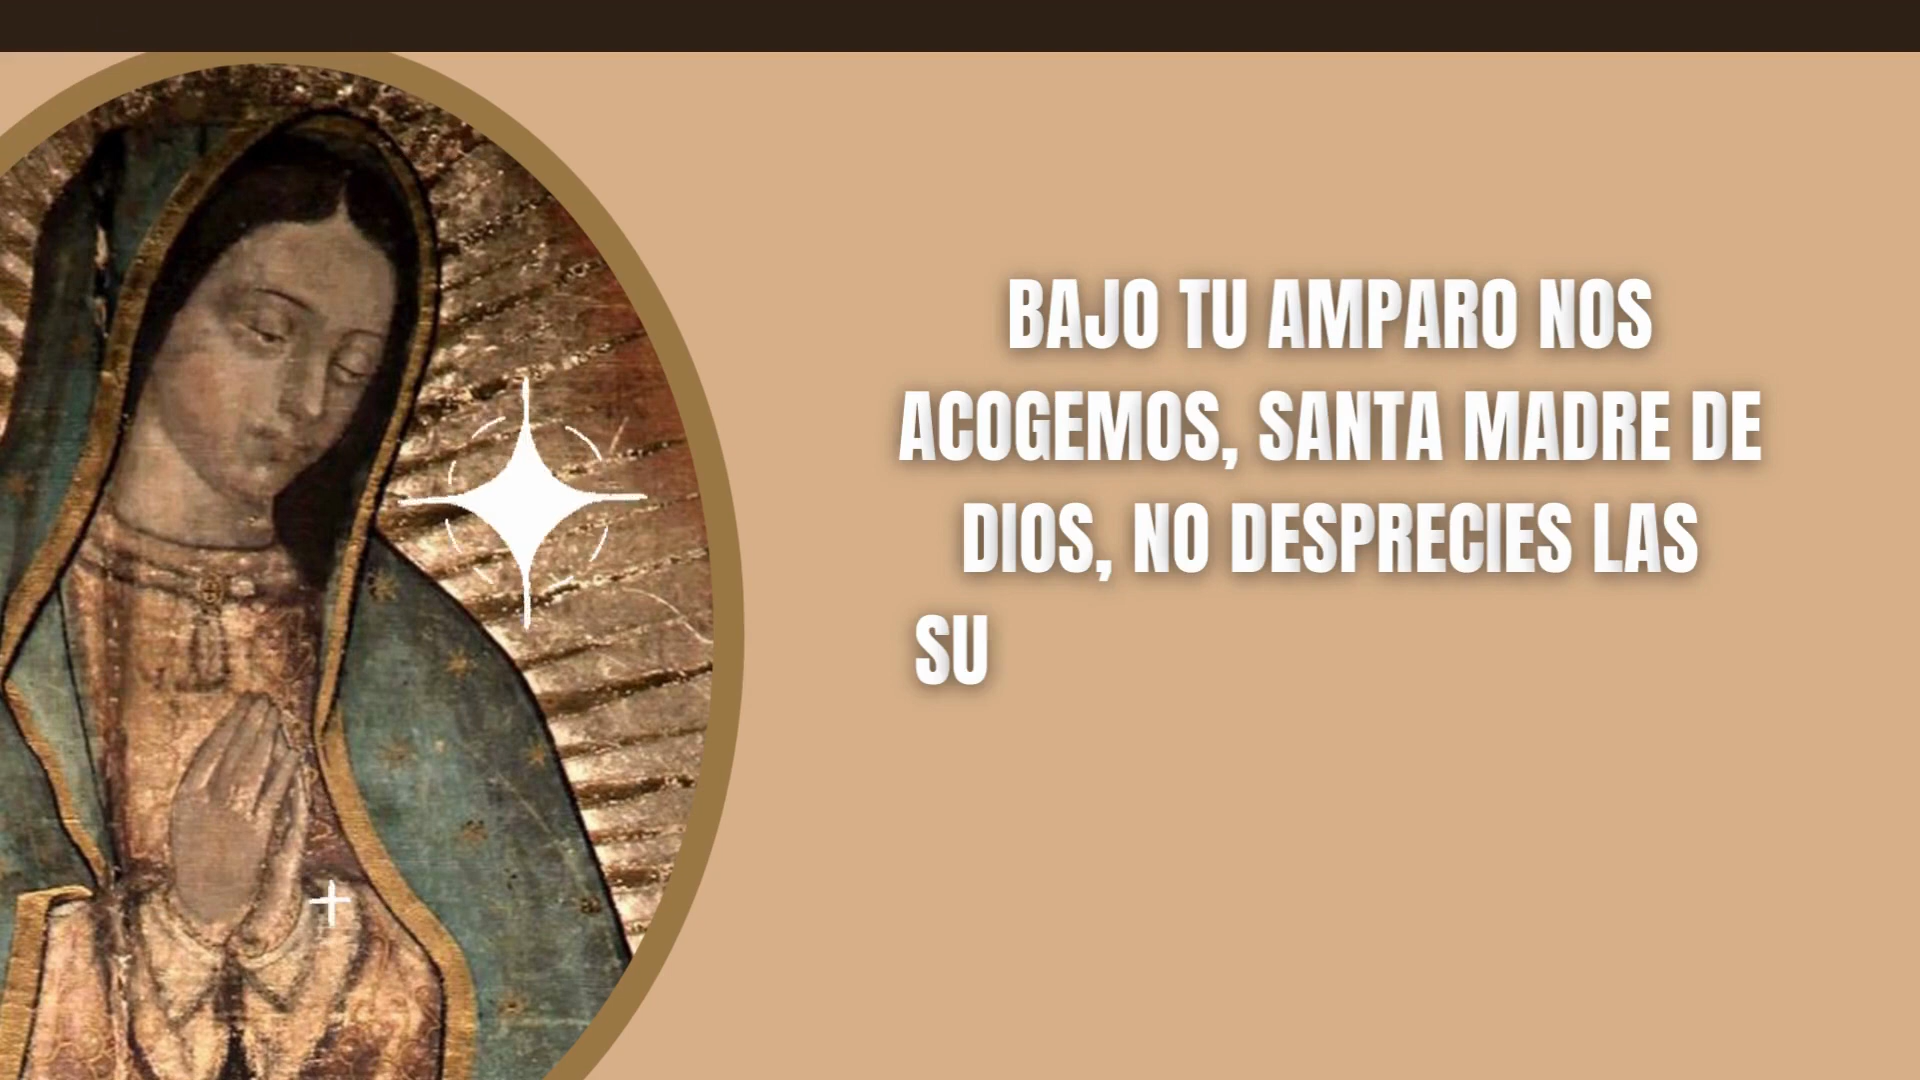 BAJO TU AMPARO NOS
ACOGEMOS, SANTA MADRE DE
DIOS, NO DESPRECIES LAS
SU